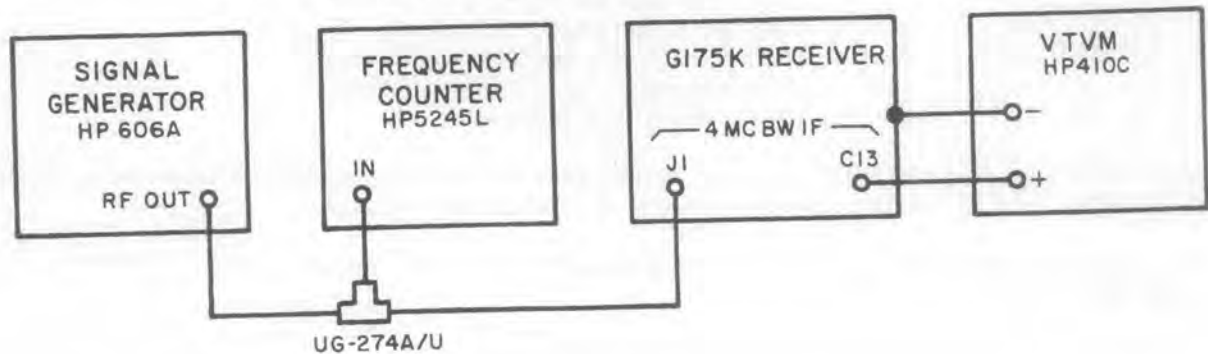 SIGNAL
GENERATOR
HP 606A
RF OUT
FREQUENCY
COUNTER
HP5245L
IN
G175K RECEIVER
4 MC BW IF
J1
C13
VTVM
HP410C
-
+
UG-274A/U